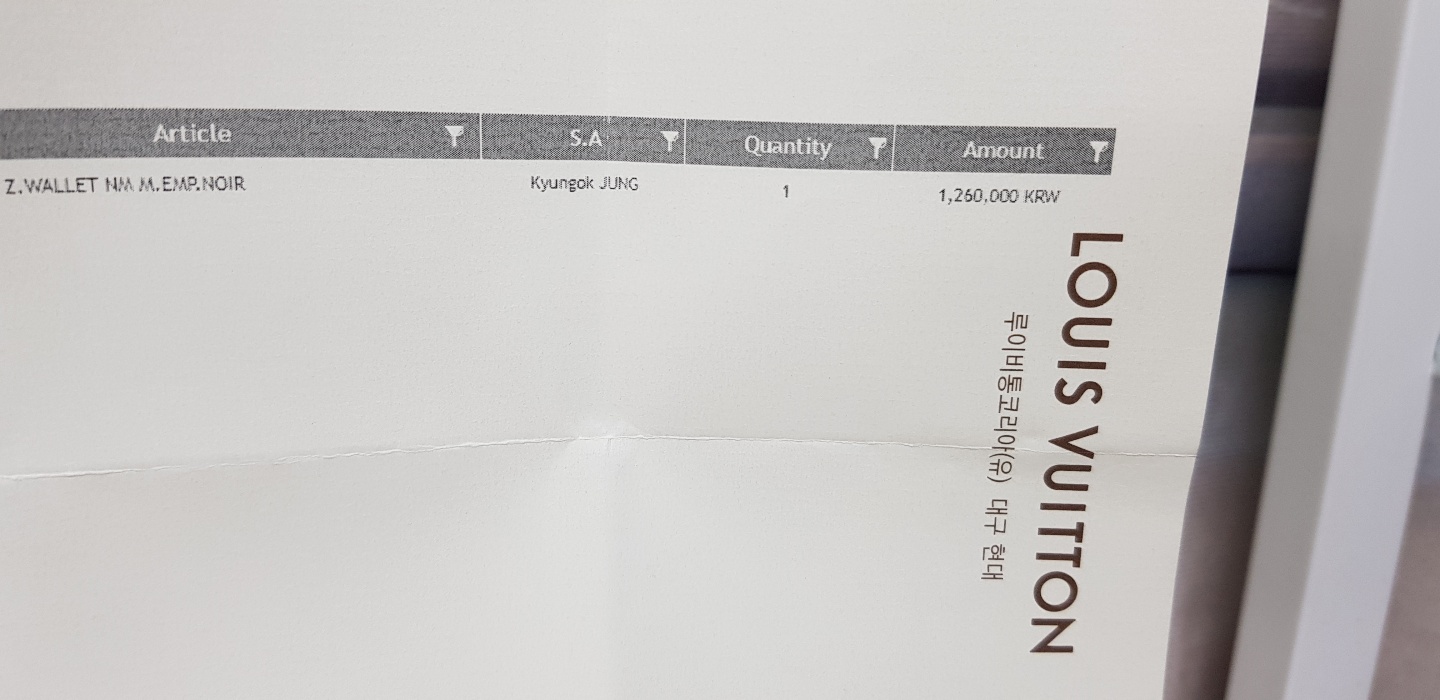 Article S.A Quantity Amount
Z.WALLET NM M.EMP.NOIR Kyungok JUNG 1 1,260,000 KRW
LOUIS VUITTON
루이비통코리아(유) 대구 현대